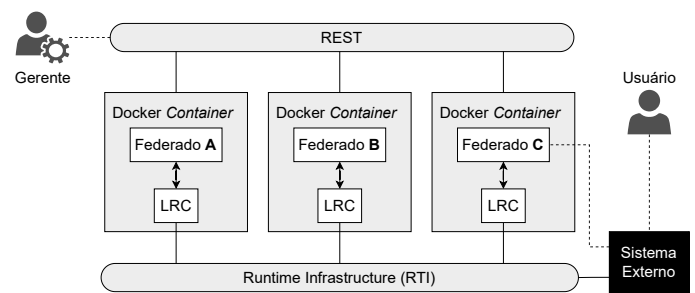 REST
Gerente
Usuário
Docker Container
Docker Container
Docker Container
Federado A
Federado B
Federado C
LRC
LRC
LRC
Sistema
Externo
Runtime Infrastructure (RTI)